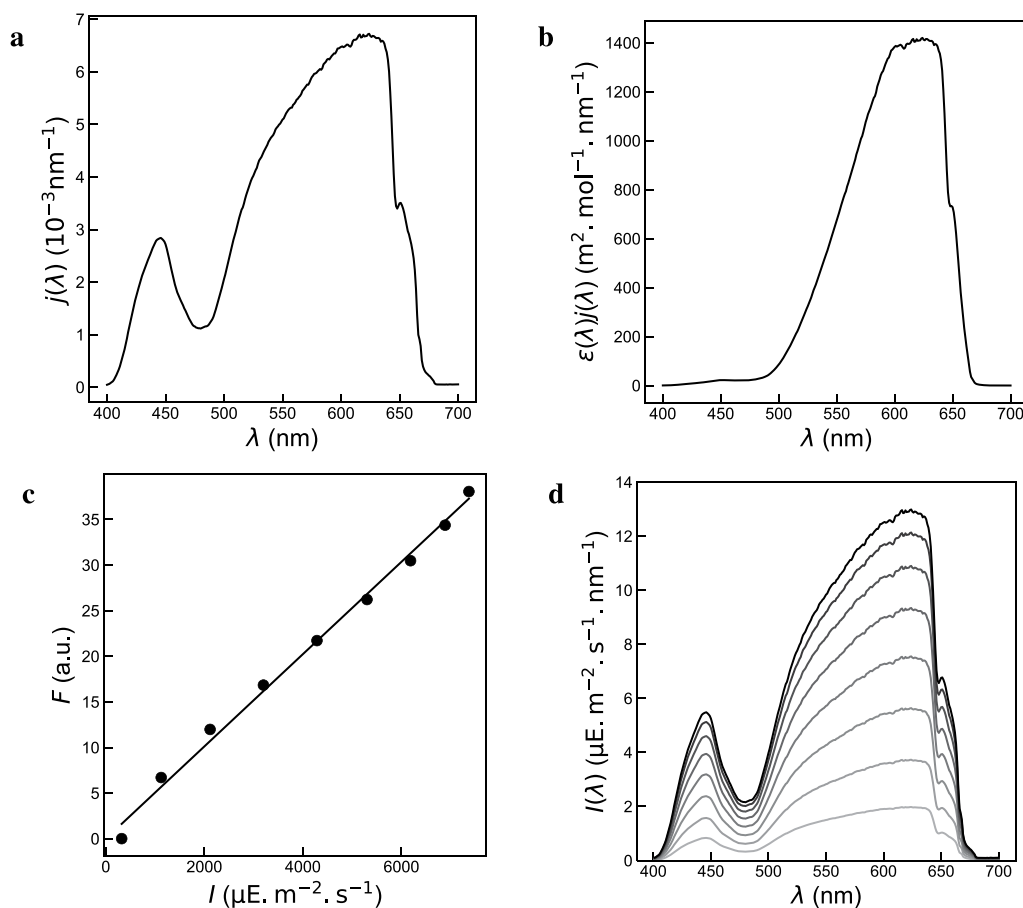 a
7
6
5
4
3
2
1
0
j(λ) (10⁻³nm⁻¹)
400 450 500 550 600 650 700
λ (nm)
b
1400
1200
1000
800
600
400
200
0
ε(λ)j(λ) (m². mol⁻¹. nm⁻¹)
400 450 500 550 600 650 700
λ (nm)
c
35
30
25
20
15
10
5
0
F (a.u.)
0 2000 4000 6000
I (µE. m⁻². s⁻¹)
d
14
12
10
8
6
4
2
0
I(λ) (µE. m⁻². s⁻¹. nm⁻¹)
400 450 500 550 600 650 700
λ (nm)